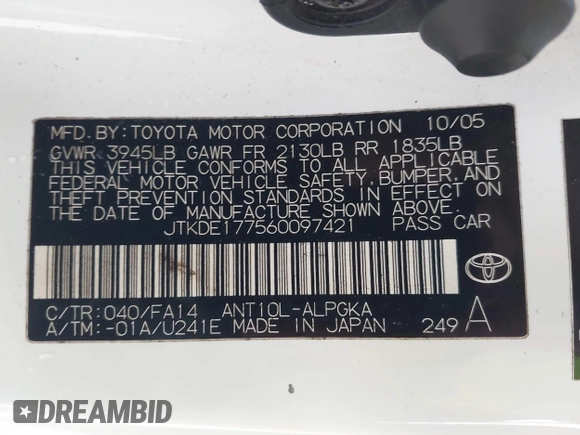 MFD. BY: TOYOTA MOTOR CORPORATION 10/05
GVWR 3945LB GAWR FR 2130LB RR 1835LB
THIS VEHICLE CONFORMS TO ALL APPLICABLE
FEDERAL MOTOR VEHICLE SAFETY, BUMPER, AND
THEFT PREVENTION STANDARDS IN EFFECT ON
THE DATE OF MANUFACTURE SHOWN ABOVE.
JTKDE177560097421 PASS CAR
C/TR: 040/FA14 ANT10L-ALPGKA
A/TM: -01A/U241E MADE IN JAPAN 249 A
TOYOTA
DREAMBID